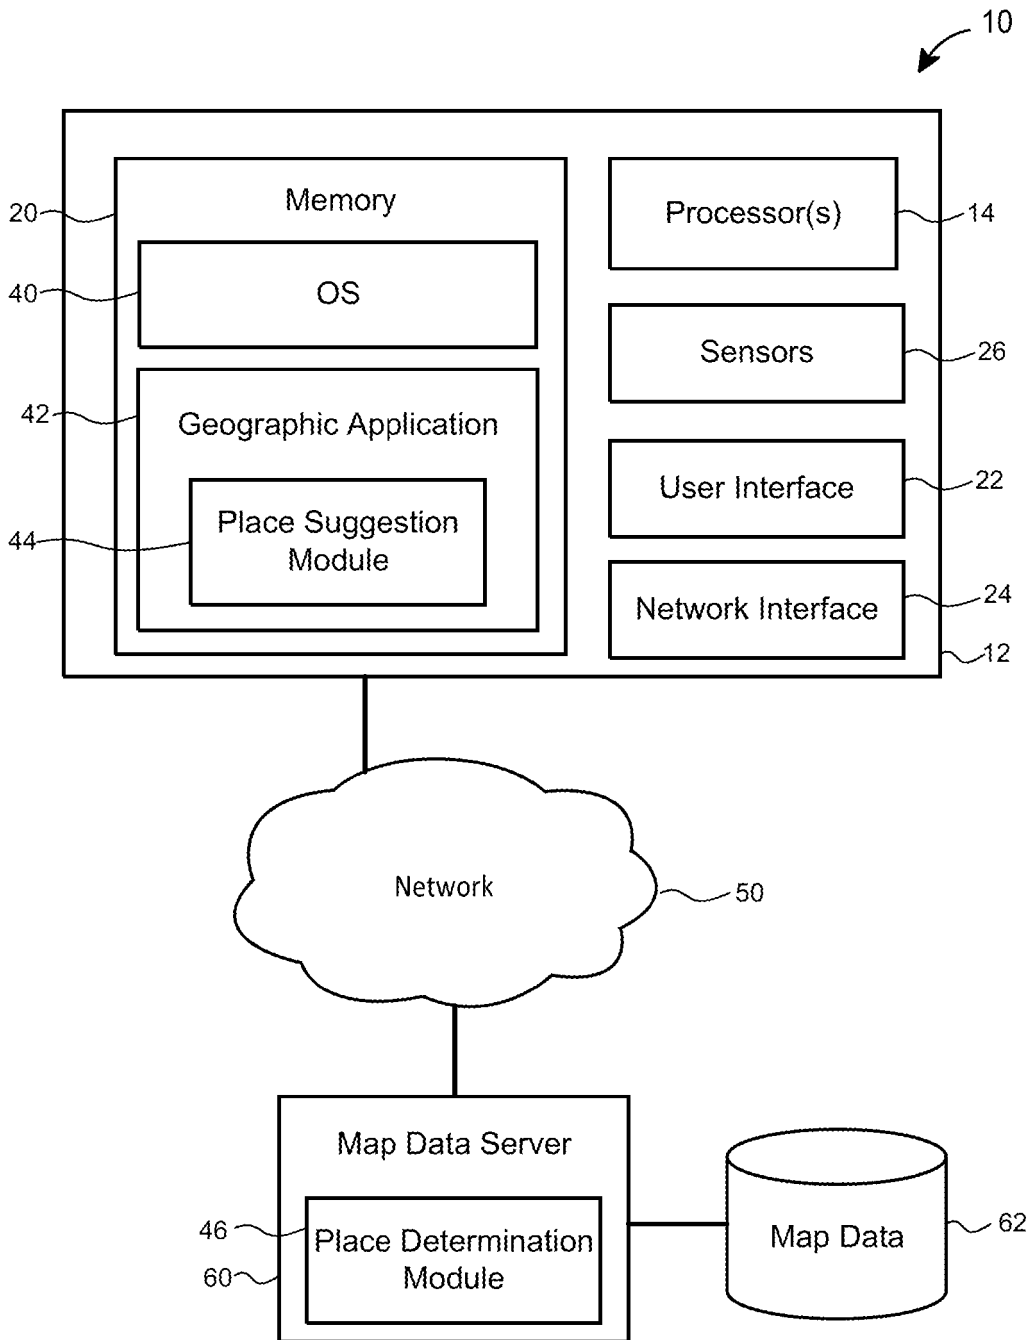 10
Memory
20
OS
40
Geographic Application
42
Place Suggestion
Module
44
Processor(s)
14
Sensors
26
User Interface
22
Network Interface
24
12
Network
50
Map Data Server
46
Place Determination
Module
60
Map Data
62